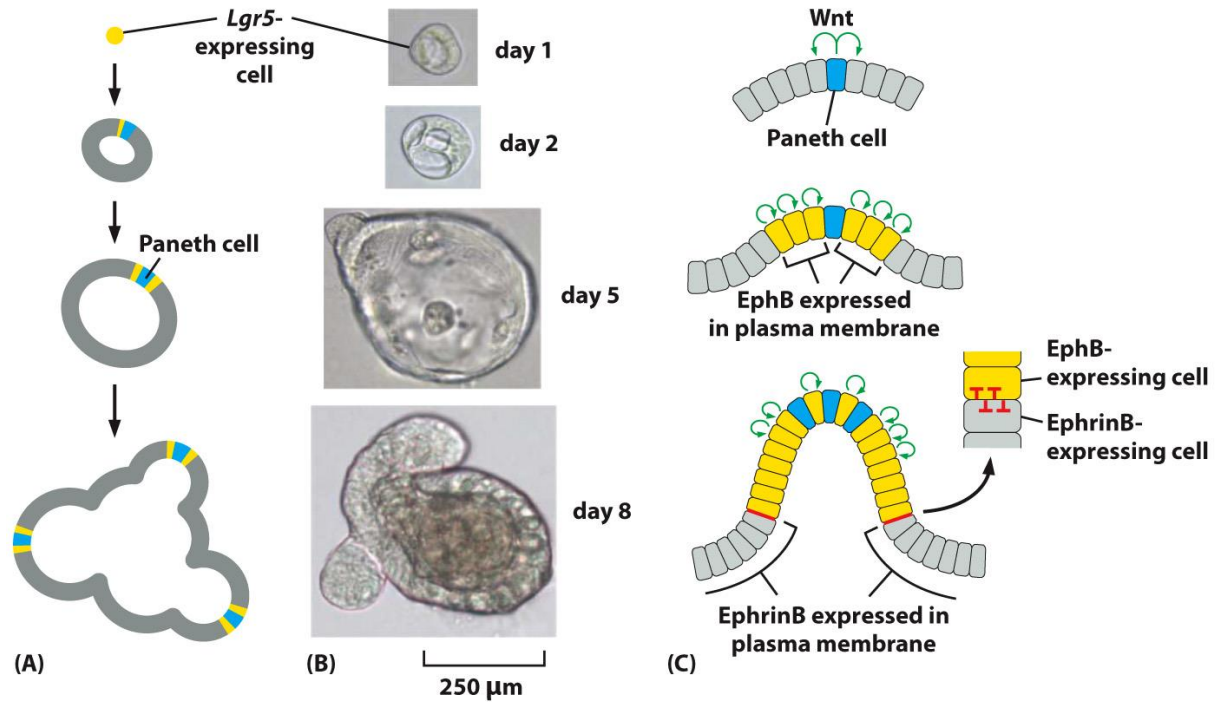 Lgr5-
expressing
cell
Paneth cell
(A)
day 1
day 2
day 5
day 8
(B)
250 μm
Wnt
Paneth cell
EphB expressed
in plasma membrane
EphB-
expressing cell
EphrinB-
expressing cell
EphrinB expressed in
plasma membrane
(C)